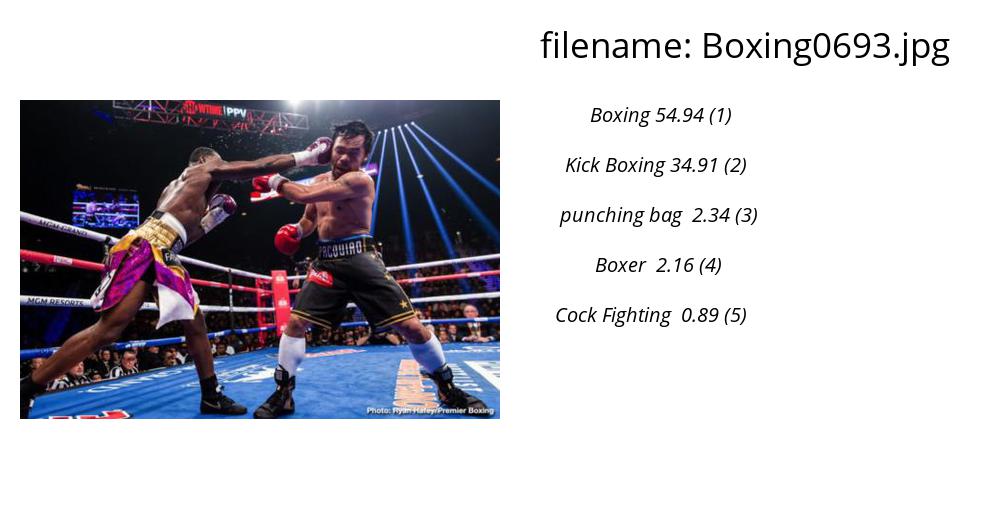 filename: Boxing0693.jpg
Boxing 54.94 (1)
Kick Boxing 34.91 (2)
punching bag 2.34 (3)
Boxer 2.16 (4)
Cock Fighting 0.89 (5)
SHOWTIME PPV
MGM GRAND
PACQUIAO
MGM RESORTS
Photo: Ryan Hafey/Premier Boxing